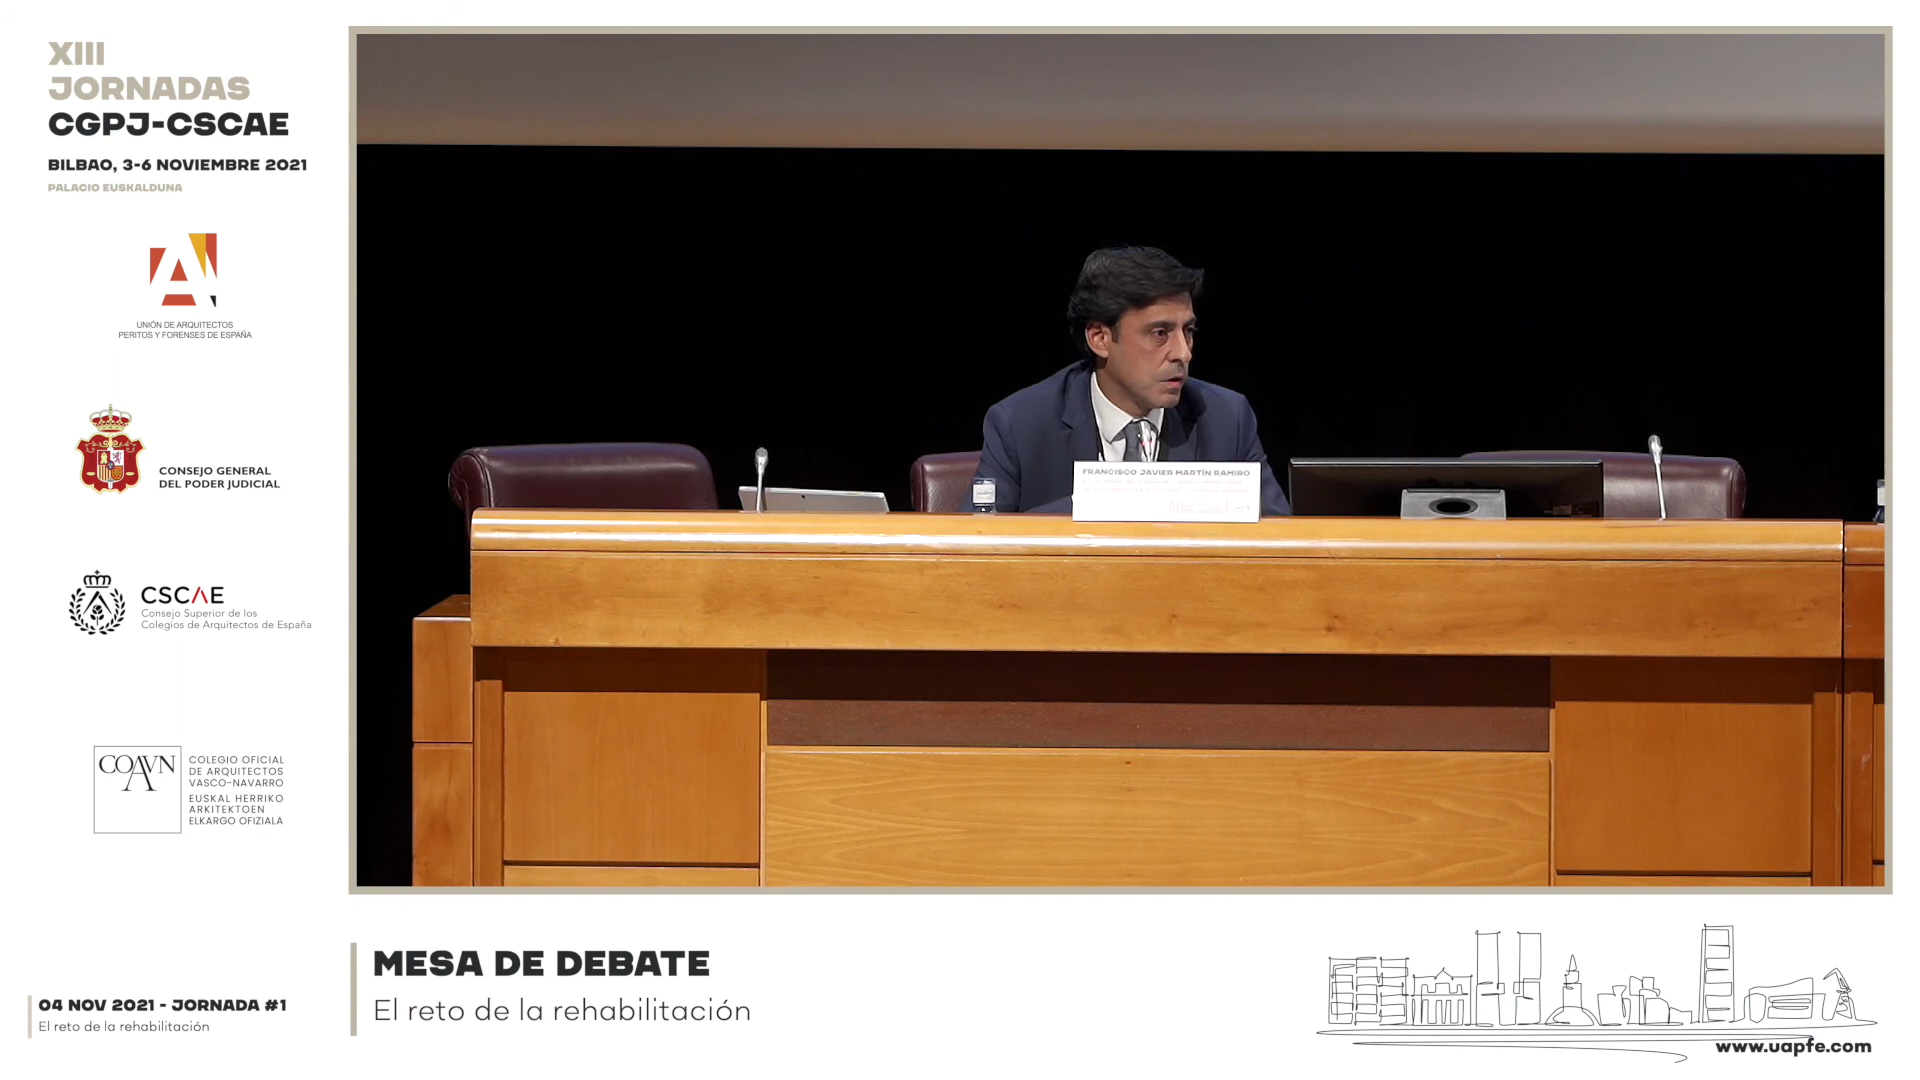 XIII
JORNADAS
CGPJ-CSCAE
BILBAO, 3-6 NOVIEMBRE 2021
PALACIO EUSKALDUNA
UNIÓN DE ARQUITECTOS
PERITOS Y FORENSES DE ESPAÑA
CONSEJO GENERAL
DEL PODER JUDICIAL
CSCAE
Consejo Superior de los
Colegios de Arquitectos de España
COAVN
COLEGIO OFICIAL
DE ARQUITECTOS
VASCO-NAVARRO
EUSKAL HERRIKO
ARKITEKTOEN
ELKARGO OFIZIALA
04 NOV 2021 - JORNADA #1
El reto de la rehabilitación
FRANCISCO JAVIER MARTÍN RAMIRO
MESA DE DEBATE
El reto de la rehabilitación
www.uapfe.com